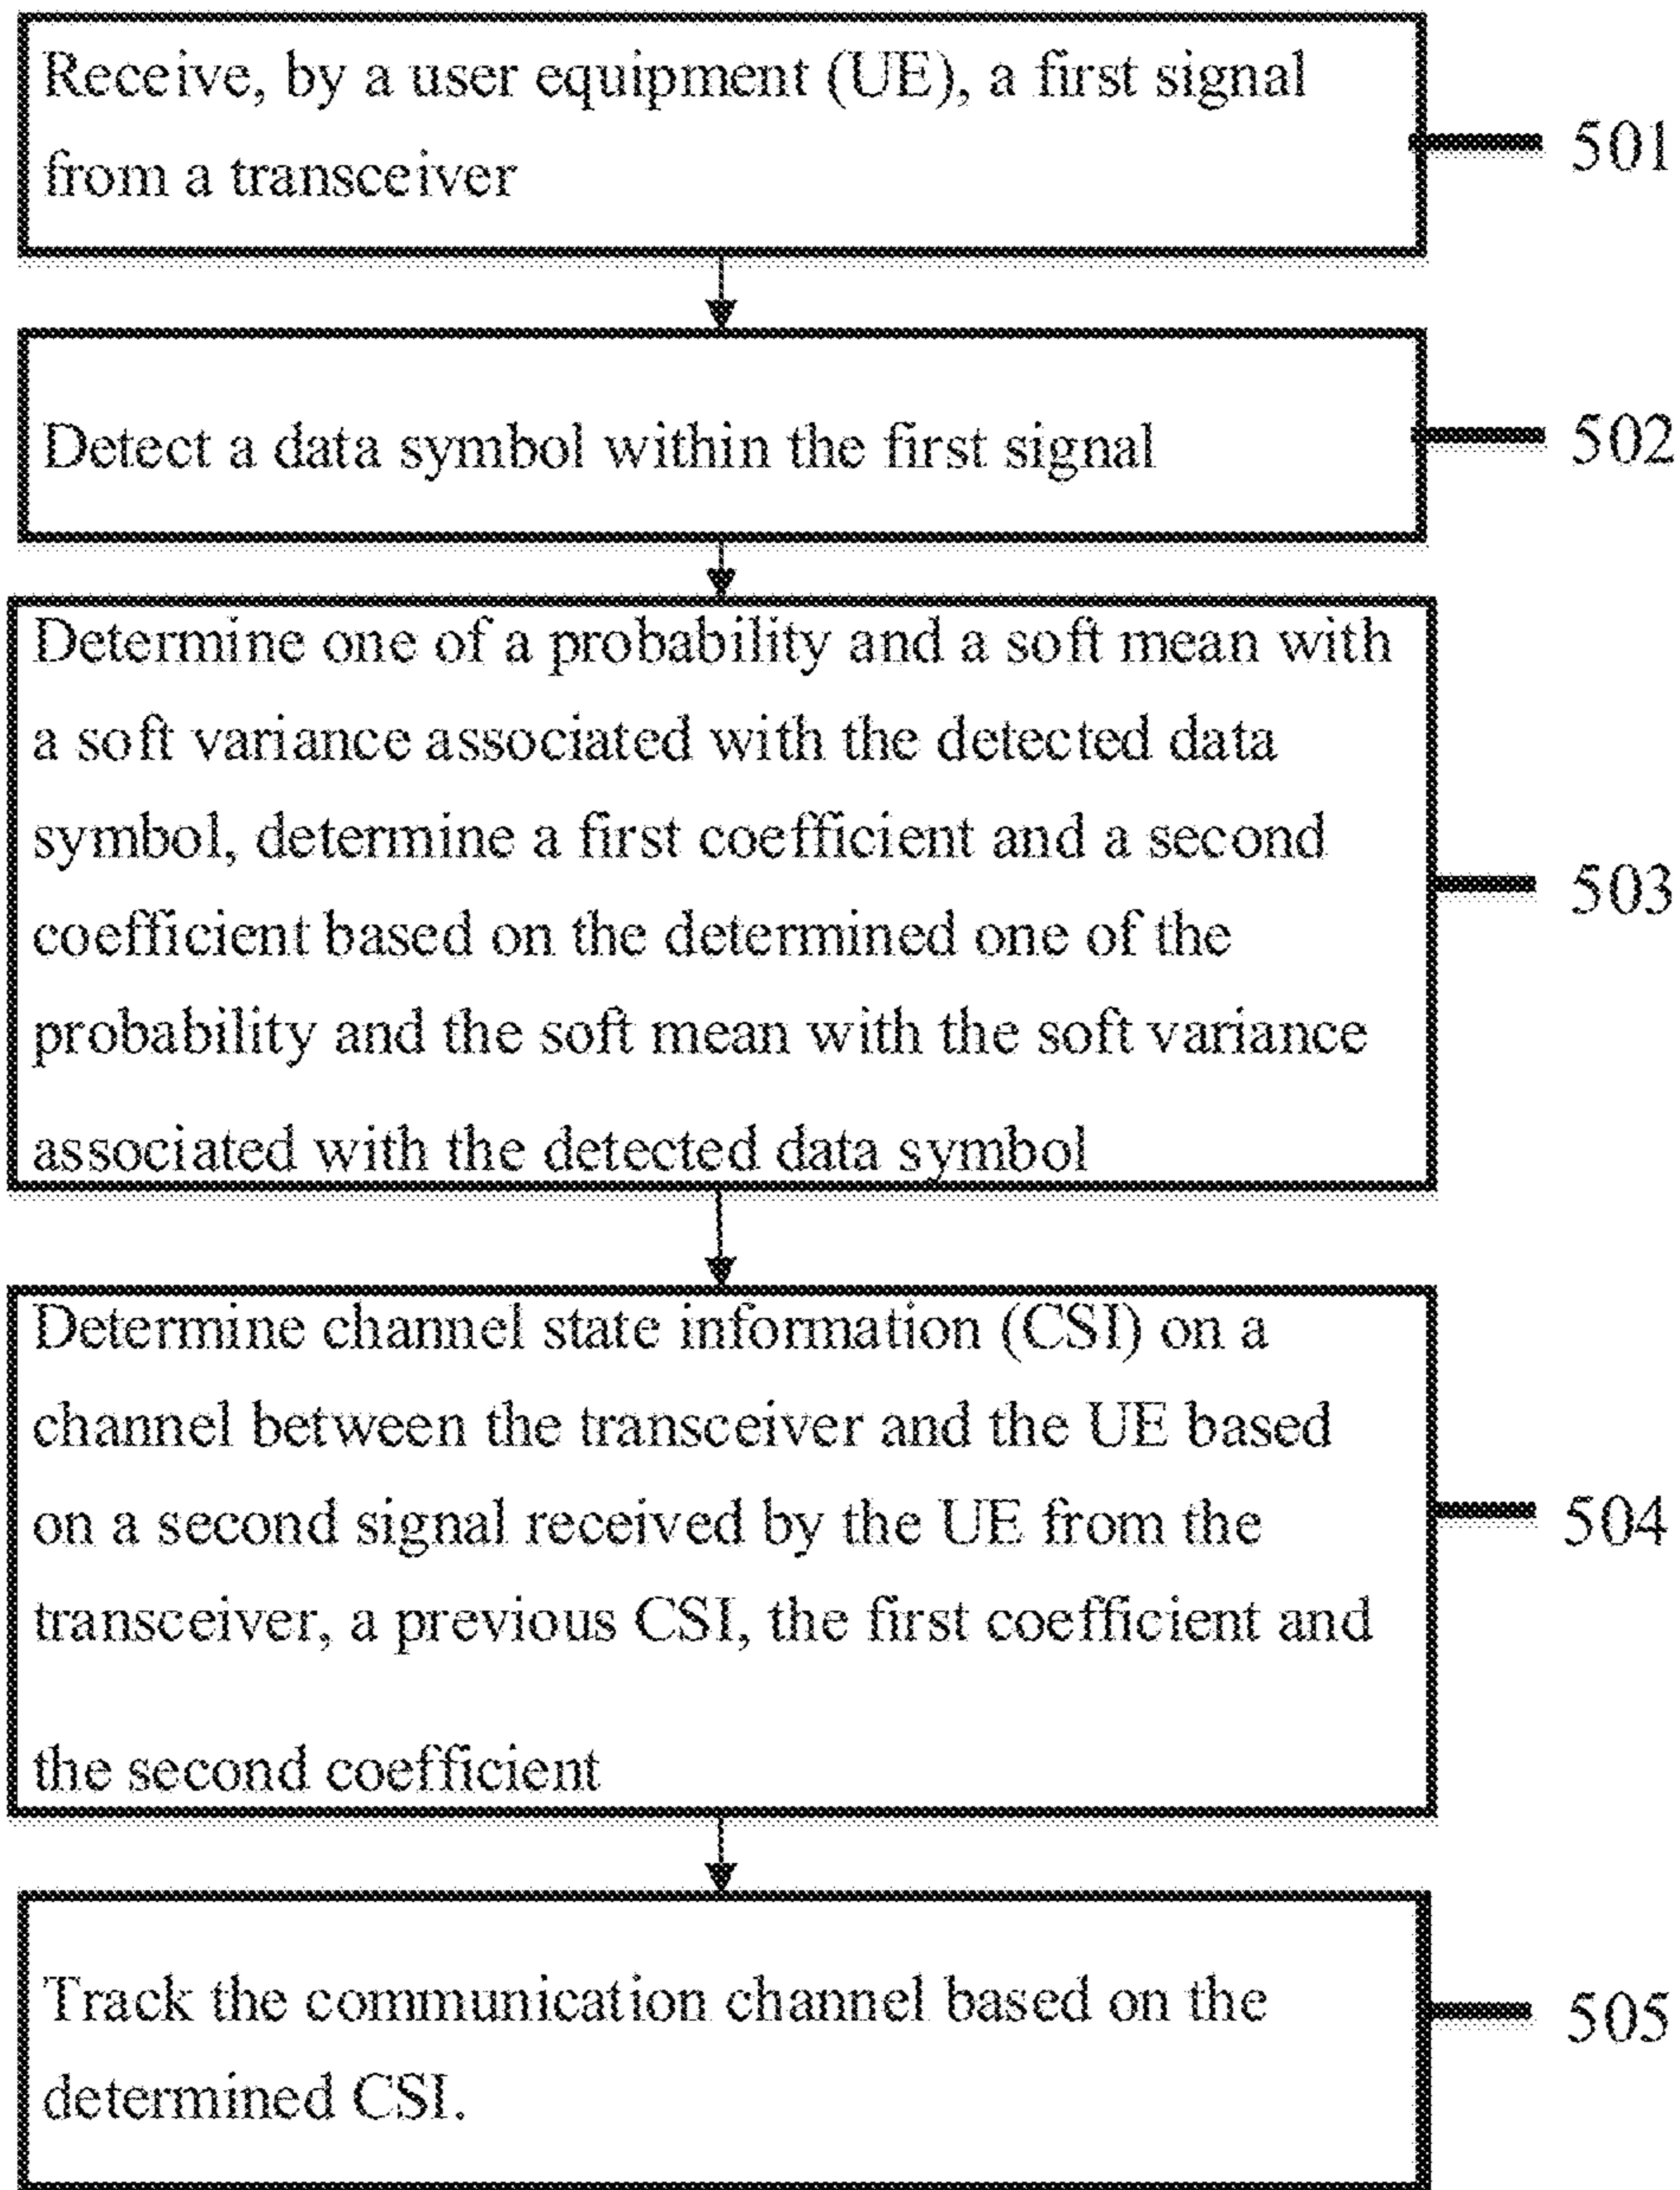 Receive, by a user equipment (UE), a first signal
from a transceiver
501
Detect a data symbol within the first signal
502
Determine one of a probability and a soft mean with
a soft variance associated with the detected data
symbol, determine a first coefficient and a second
coefficient based on the determined one of the
probability and the soft mean with the soft variance
associated with the detected data symbol
503
Determine channel state information (CSI) on a
channel between the transceiver and the UE based
on a second signal received by the UE from the
transceiver, a previous CSI, the first coefficient and
the second coefficient
504
Track the communication channel based on the
determined CSI.
505